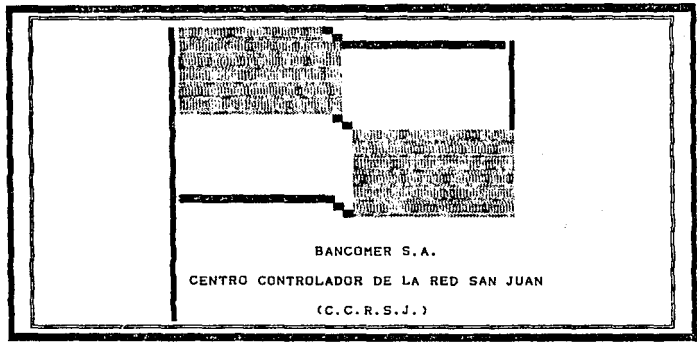 BANCOMER S.A.
CENTRO CONTROLADOR DE LA RED SAN JUAN
(C.C.R.S.J.)